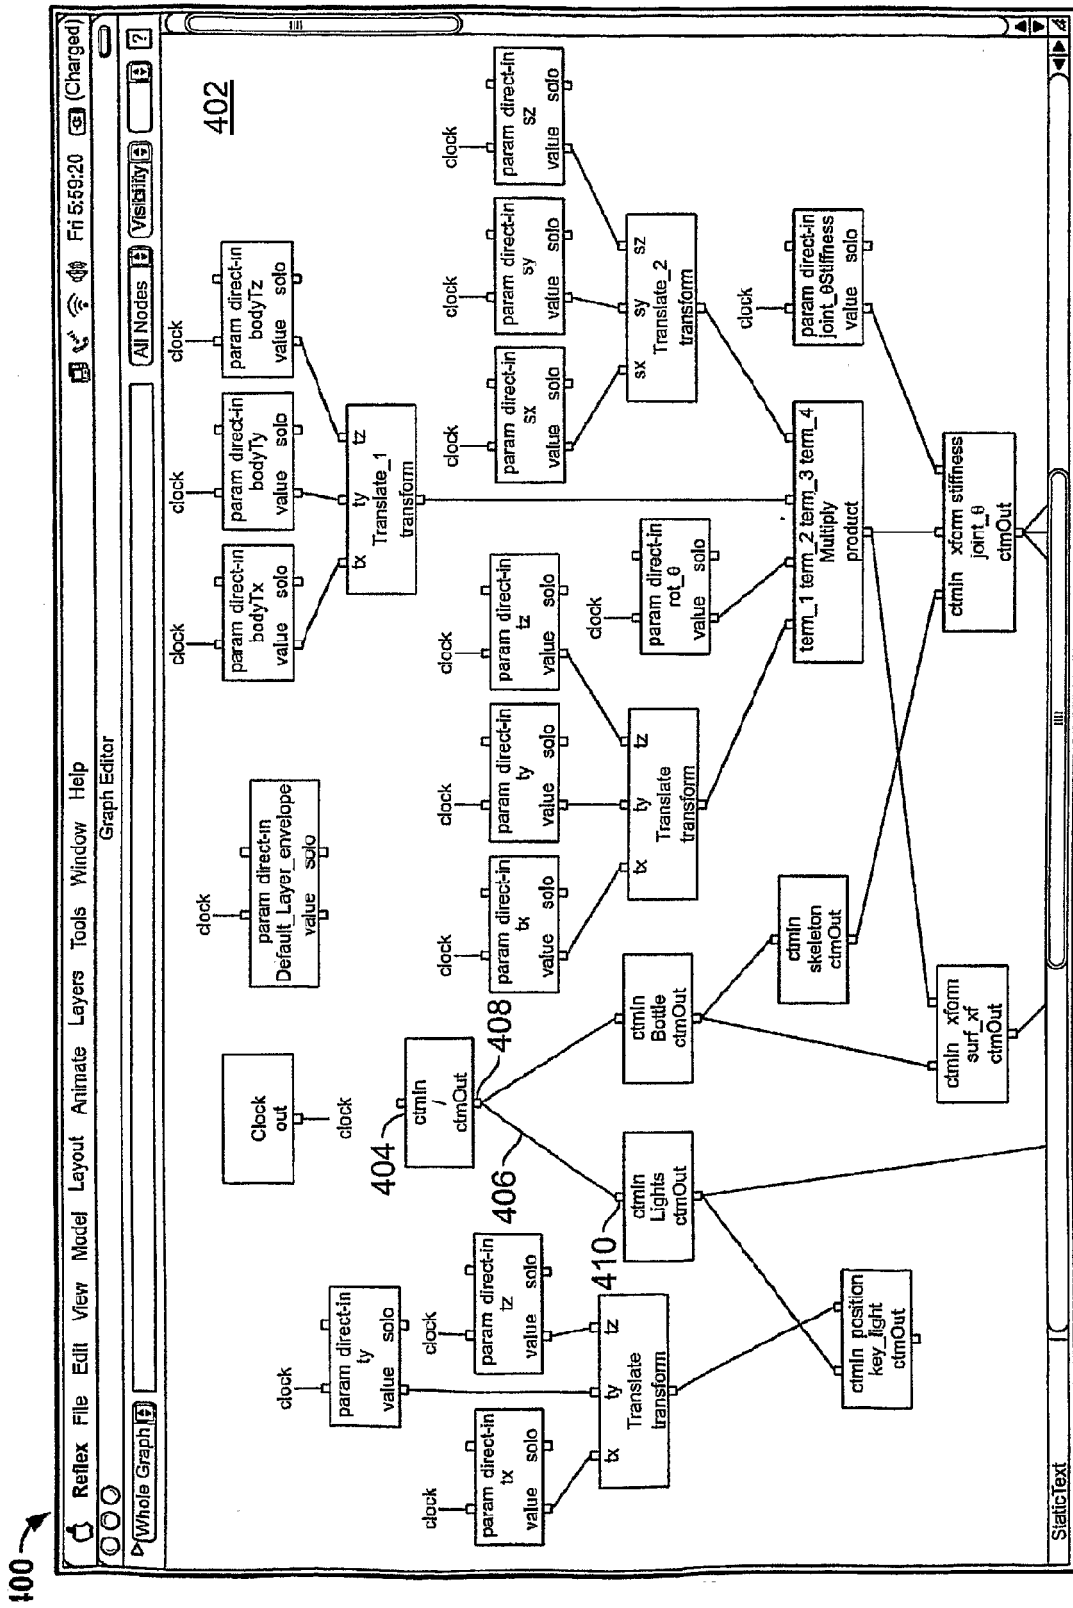 400
Reflex File Edit View Model Layout Animate Layers Tools Window Help
Fri 5:59:20 (Charged)
Graph Editor
Whole Graph
All Nodes
Visibility
?
402
Clock
out
clock
clock
param direct-in
Default_Layer_envelope
value solo
clock
param direct-in
bodyTx
value solo
clock
param direct-in
bodyTy
value solo
clock
param direct-in
bodyTz
value solo
tx ty tz
Translate_1
transform
clock
param direct-in
ty
value solo
clock
param direct-in
tx
value solo
clock
param direct-in
tz
value solo
tx ty tz
Translate
transform
404
ctmIn
/
ctmOut
408
406
410
ctmIn
Lights
ctmOut
ctmIn
Bottle
ctmOut
clock
param direct-in
tx
value solo
clock
param direct-in
ty
value solo
clock
param direct-in
tz
value solo
tx ty tz
Translate
transform
clock
param direct-in
rot_θ
value solo
clock
param direct-in
sx
value solo
clock
param direct-in
sy
value solo
clock
param direct-in
sz
value solo
sx sy sz
Translate_2
transform
ctmIn
skeleton
ctmOut
term_1 term_2 term_3 term_4
Multiply
product
clock
param direct-in
joint_θStiffness
value solo
ctmIn position
key_light
ctmOut
ctmIn xform
surf_xf
ctmOut
ctmIn xform stiffness
joint_θ
ctmOut
StaticText